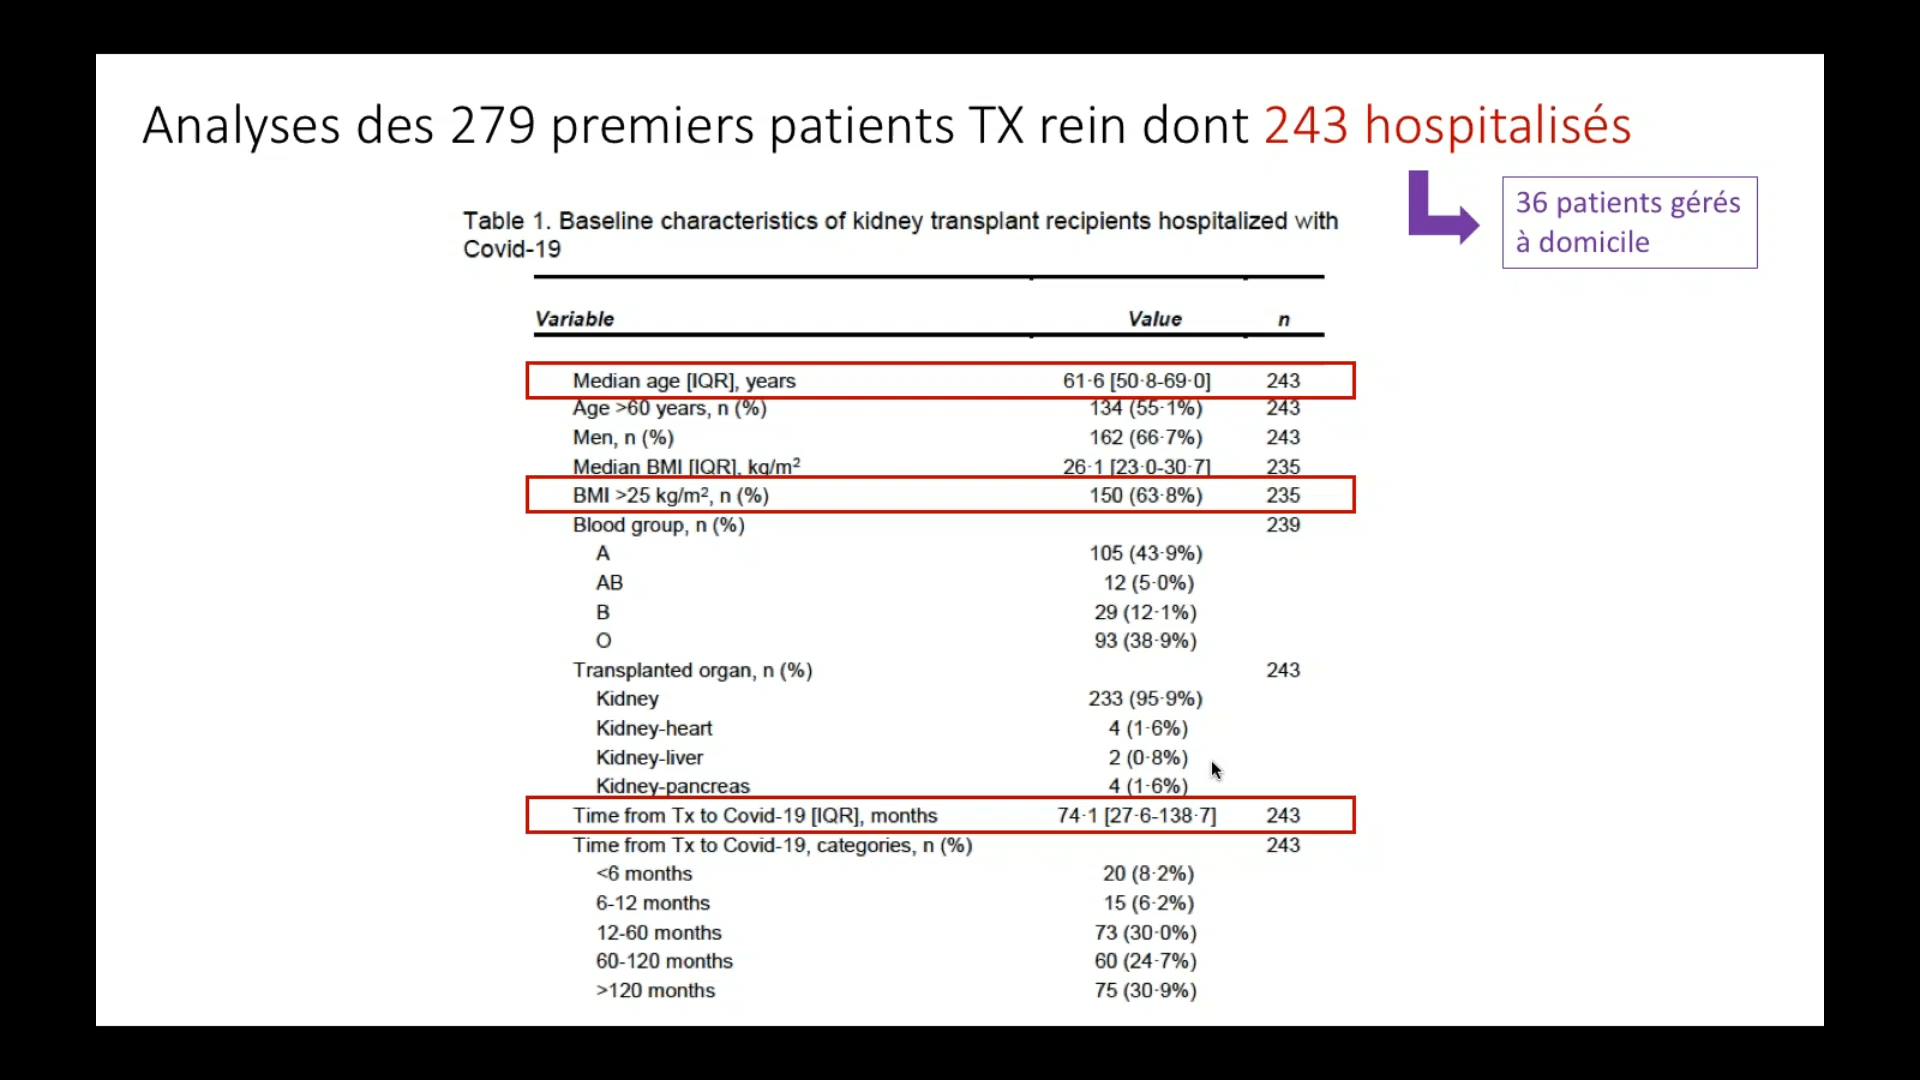 Analyses des 279 premiers patients TX rein dont 243 hospitalisés
36 patients gérés
à domicile
Table 1. Baseline characteristics of kidney transplant recipients hospitalized with
Covid-19
Variable Value n
Median age [IQR], years 61·6 [50·8-69·0] 243
Age >60 years, n (%) 134 (55·1%) 243
Men, n (%) 162 (66·7%) 243
Median BMI [IQR], kg/m² 26·1 [23·0-30·7] 235
BMI >25 kg/m², n (%) 150 (63·8%) 235
Blood group, n (%) 239
A 105 (43·9%)
AB 12 (5·0%)
B 29 (12·1%)
O 93 (38·9%)
Transplanted organ, n (%) 243
Kidney 233 (95·9%)
Kidney-heart 4 (1·6%)
Kidney-liver 2 (0·8%)
Kidney-pancreas 4 (1·6%)
Time from Tx to Covid-19 [IQR], months 74·1 [27·6-138·7] 243
Time from Tx to Covid-19, categories, n (%) 243
<6 months 20 (8·2%)
6-12 months 15 (6·2%)
12-60 months 73 (30·0%)
60-120 months 60 (24·7%)
>120 months 75 (30·9%)